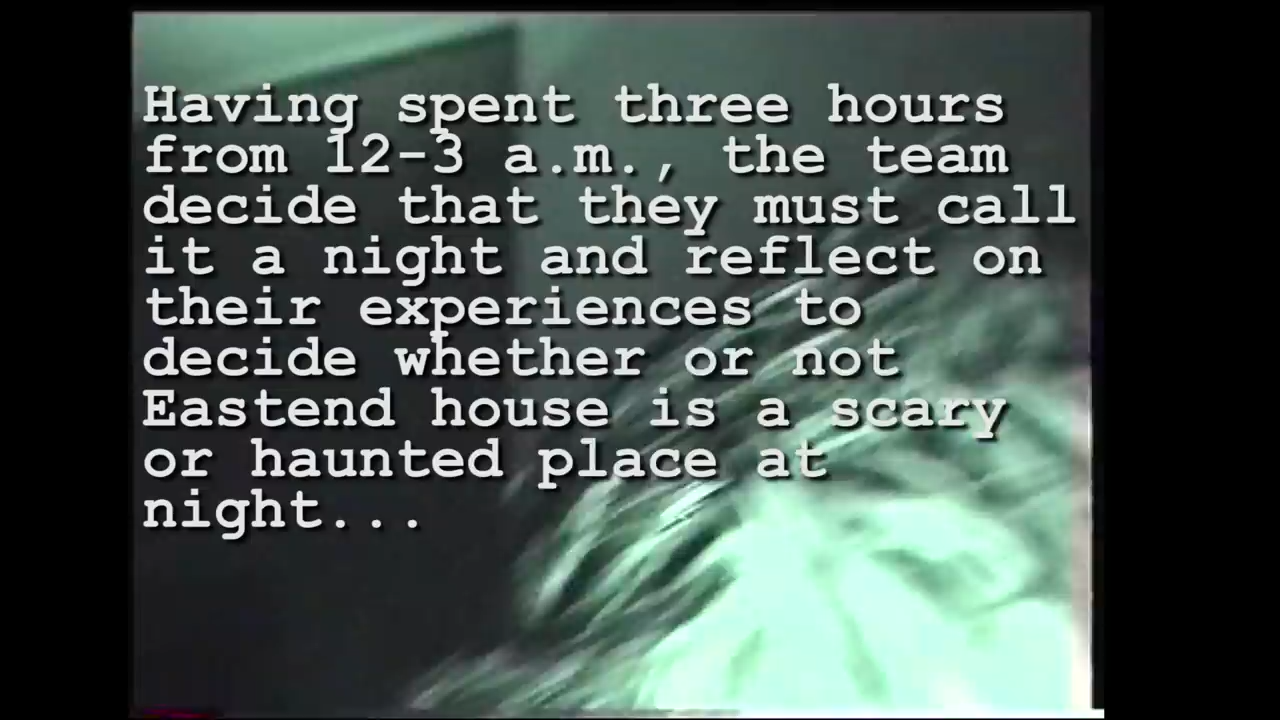 Having spent three hours
from 12-3 a.m., the team
decide that they must call
it a night and reflect on
their experiences to
decide whether or not
Eastend house is a scary
or haunted place at
night...